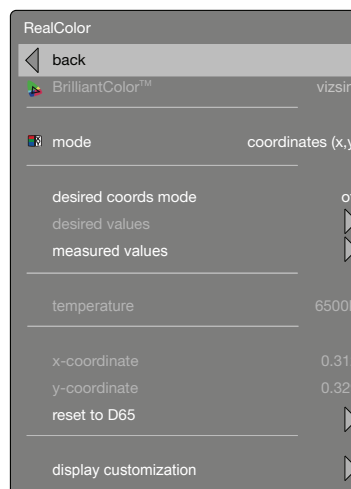 RealColor
back
BrilliantColor™ vizsim
mode coordinates (x,y
desired coords mode
desired values
measured values
temperature 6500
x-coordinate 0.31
y-coordinate 0.32
reset to D65
display customization